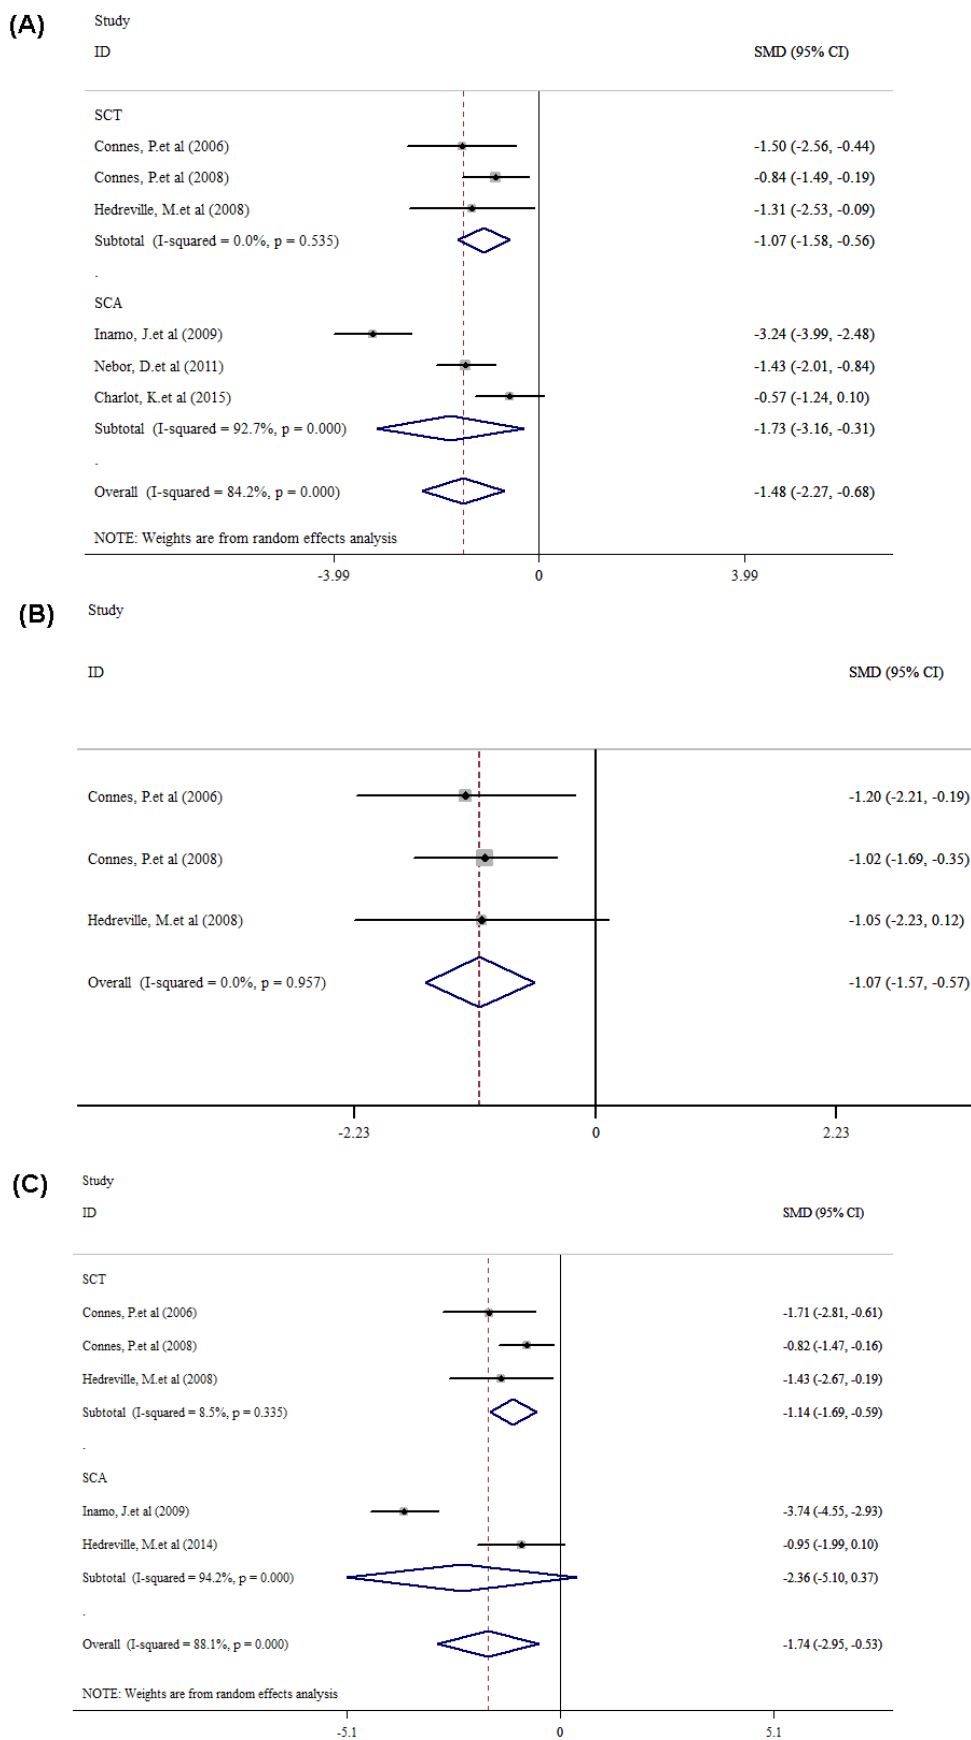 (A)
Study
ID SMD (95% CI)
SCT
Connes, P.et al (2006) -1.50 (-2.56, -0.44)
Connes, P.et al (2008) -0.84 (-1.49, -0.19)
Hedreville, M.et al (2008) -1.31 (-2.53, -0.09)
Subtotal (I-squared = 0.0%, p = 0.535) -1.07 (-1.58, -0.56)
.
SCA
Inamo, J.et al (2009) -3.24 (-3.99, -2.48)
Nebor, D.et al (2011) -1.43 (-2.01, -0.84)
Charlot, K.et al (2015) -0.57 (-1.24, 0.10)
Subtotal (I-squared = 92.7%, p = 0.000) -1.73 (-3.16, -0.31)
.
Overall (I-squared = 84.2%, p = 0.000) -1.48 (-2.27, -0.68)
NOTE: Weights are from random effects analysis
-3.99 0 3.99
(B)
Study
ID SMD (95% CI)
Connes, P.et al (2006) -1.20 (-2.21, -0.19)
Connes, P.et al (2008) -1.02 (-1.69, -0.35)
Hedreville, M.et al (2008) -1.05 (-2.23, 0.12)
Overall (I-squared = 0.0%, p = 0.957) -1.07 (-1.57, -0.57)
-2.23 0 2.23
(C)
Study
ID SMD (95% CI)
SCT
Connes, P.et al (2006) -1.71 (-2.81, -0.61)
Connes, P.et al (2008) -0.82 (-1.47, -0.16)
Hedreville, M.et al (2008) -1.43 (-2.67, -0.19)
Subtotal (I-squared = 8.5%, p = 0.335) -1.14 (-1.69, -0.59)
.
SCA
Inamo, J.et al (2009) -3.74 (-4.55, -2.93)
Hedreville, M.et al (2014) -0.95 (-1.99, 0.10)
Subtotal (I-squared = 94.2%, p = 0.000) -2.36 (-5.10, 0.37)
.
Overall (I-squared = 88.1%, p = 0.000) -1.74 (-2.95, -0.53)
NOTE: Weights are from random effects analysis
-5.1 0 5.1